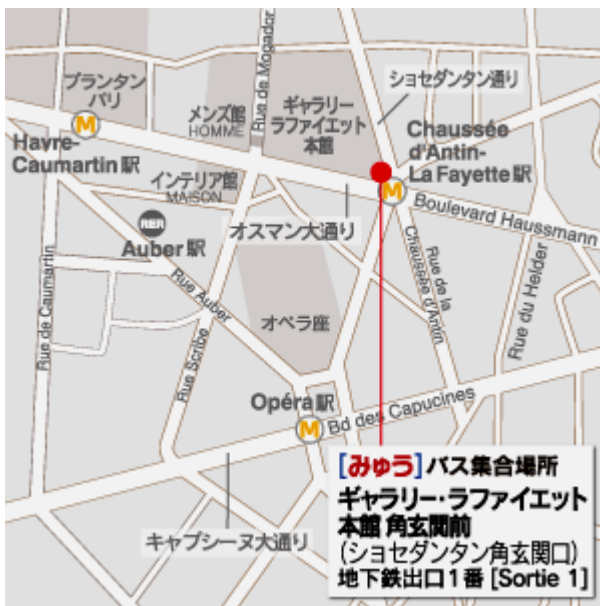 プランタン
パリ
M
Havre-
Caumartin駅
メンズ館
HOMME
Rue de Mogador
ギャラリー
ラファイエット
本館
ショセダンタン通り
Chaussée
d'Antin-
La Fayette駅
M
インテリア館
MAISON
RER
Auber駅
オスマン大通り
Boulevard Haussmann
Rue de Caumartin
Rue Auber
Rue Scribe
オペラ座
Rue de la
Chaussée d'Antin
Rue du Helder
Opéra駅
M
Bd des Capucines
キャプシーヌ大通り
[みゅう]バス集合場所
ギャラリー・ラファイエット
本館 角玄関前
(ショセダンタン角玄関口)
地下鉄出口1番 [Sortie 1]